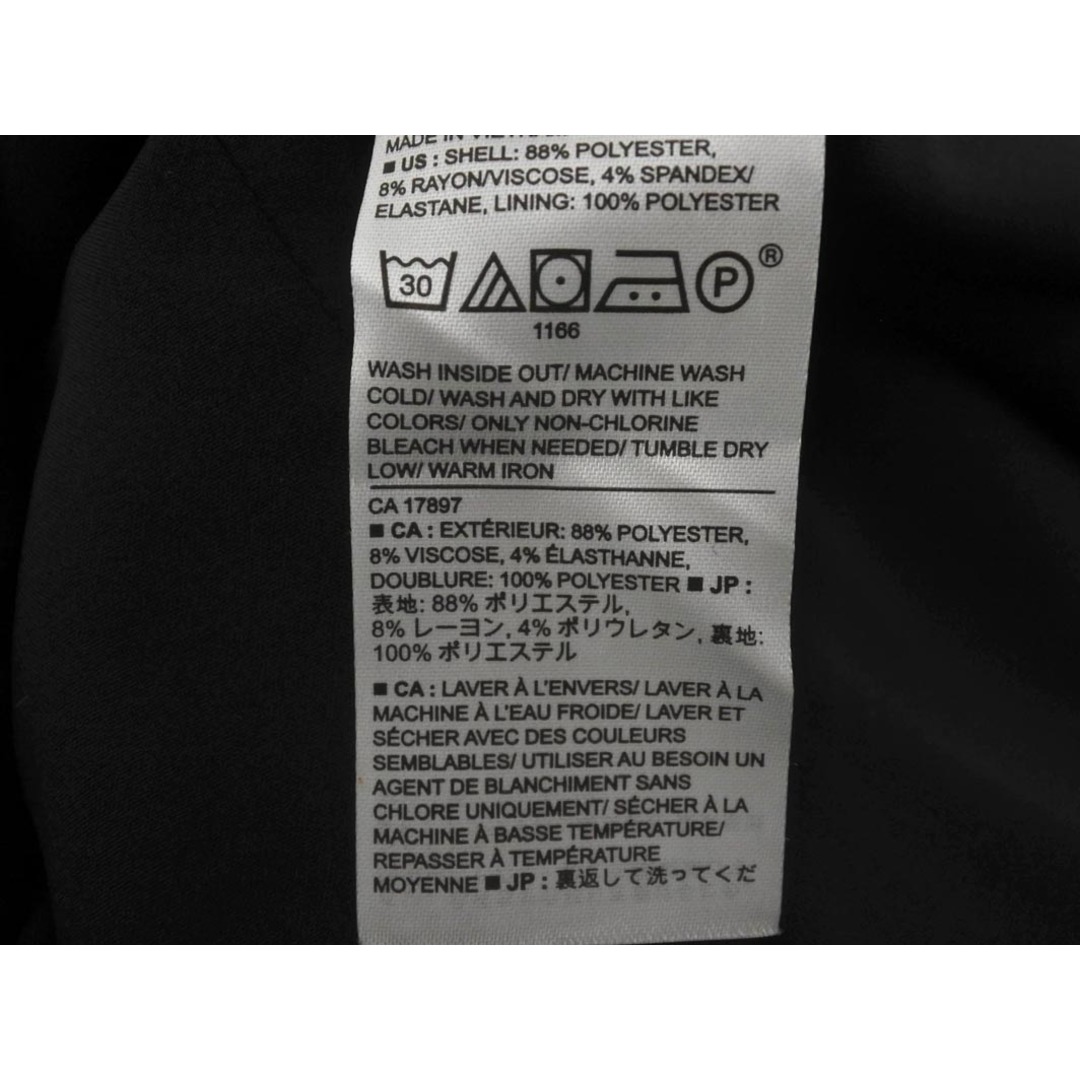 MADE IN
■ US : SHELL: 88% POLYESTER,
8% RAYON/VISCOSE, 4% SPANDEX/
ELASTANE, LINING: 100% POLYESTER
30
P
®
1166
WASH INSIDE OUT/ MACHINE WASH
COLD/ WASH AND DRY WITH LIKE
COLORS/ ONLY NON-CHLORINE
BLEACH WHEN NEEDED/ TUMBLE DRY
LOW/ WARM IRON
CA 17897
■ CA : EXTÉRIEUR: 88% POLYESTER,
8% VISCOSE, 4% ÉLASTHANNE,
DOUBLURE: 100% POLYESTER ■ JP :
表地: 88% ポリエステル,
8% レーヨン, 4% ポリウレタン, 裏地:
100% ポリエステル
■ CA : LAVER À L'ENVERS/ LAVER À LA
MACHINE À L'EAU FROIDE/ LAVER ET
SÉCHER AVEC DES COULEURS
SEMBLABLES/ UTILISER AU BESOIN UN
AGENT DE BLANCHIMENT SANS
CHLORE UNIQUEMENT/ SÉCHER À LA
MACHINE À BASSE TEMPÉRATURE/
REPASSER À TEMPÉRATURE
MOYENNE ■ JP : 裏返して洗ってくだ